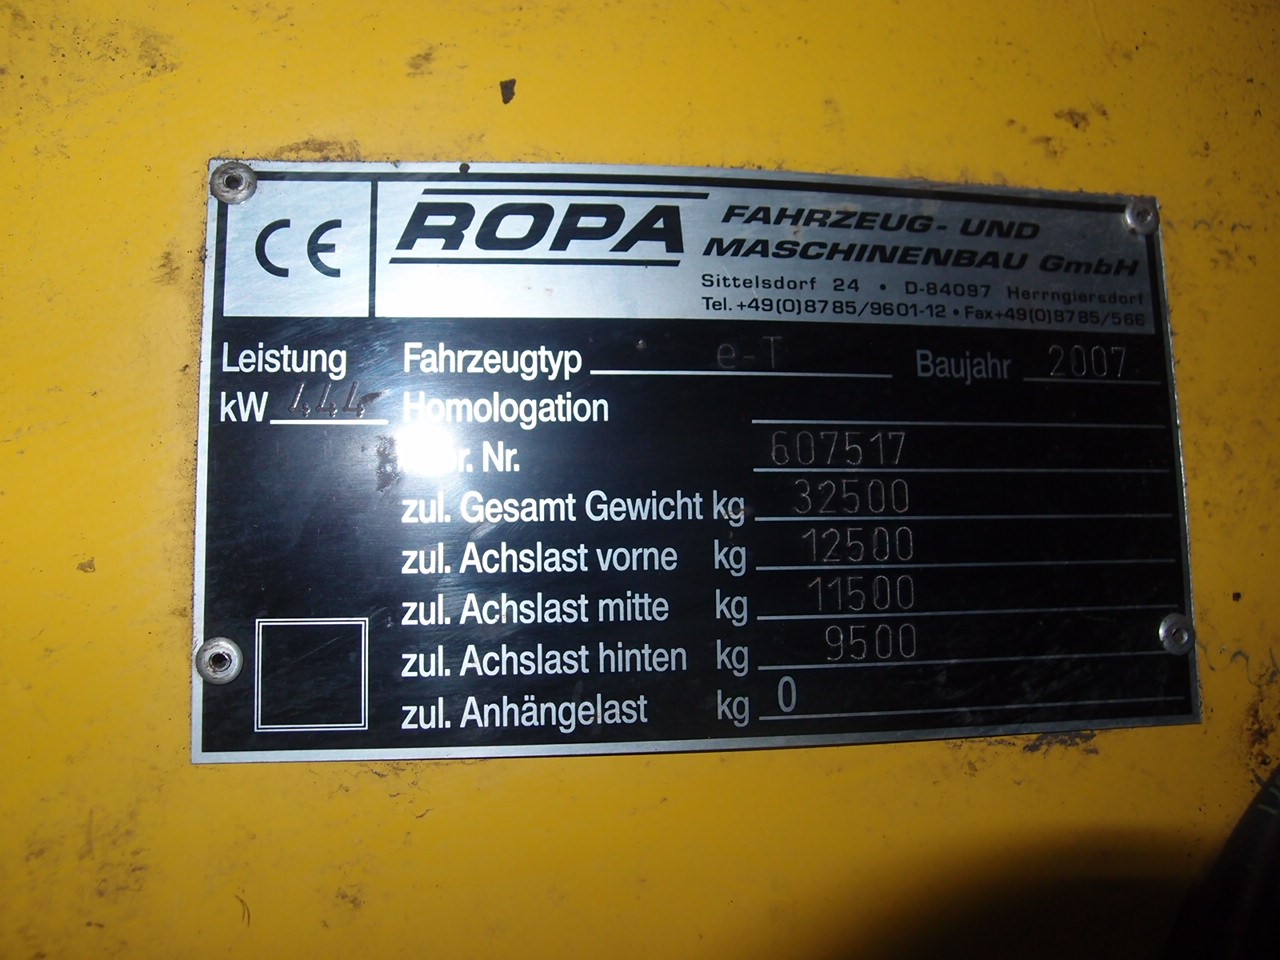 CE
ROPA
FAHRZEUG- UND
MASCHINENBAU GmbH
Sittelsdorf 24 • D-84097 Herrngiersdorf
Tel.+49(0)8785/9601-12 • Fax+49(0)8785/566
Leistung
kW 444
Fahrzeugtyp e-T Baujahr 2007
Homologation
Nr. 607517
zul. Gesamt Gewicht kg 32500
zul. Achslast vorne kg 12500
zul. Achslast mitte kg 11500
zul. Achslast hinten kg 9500
zul. Anhängelast kg 0